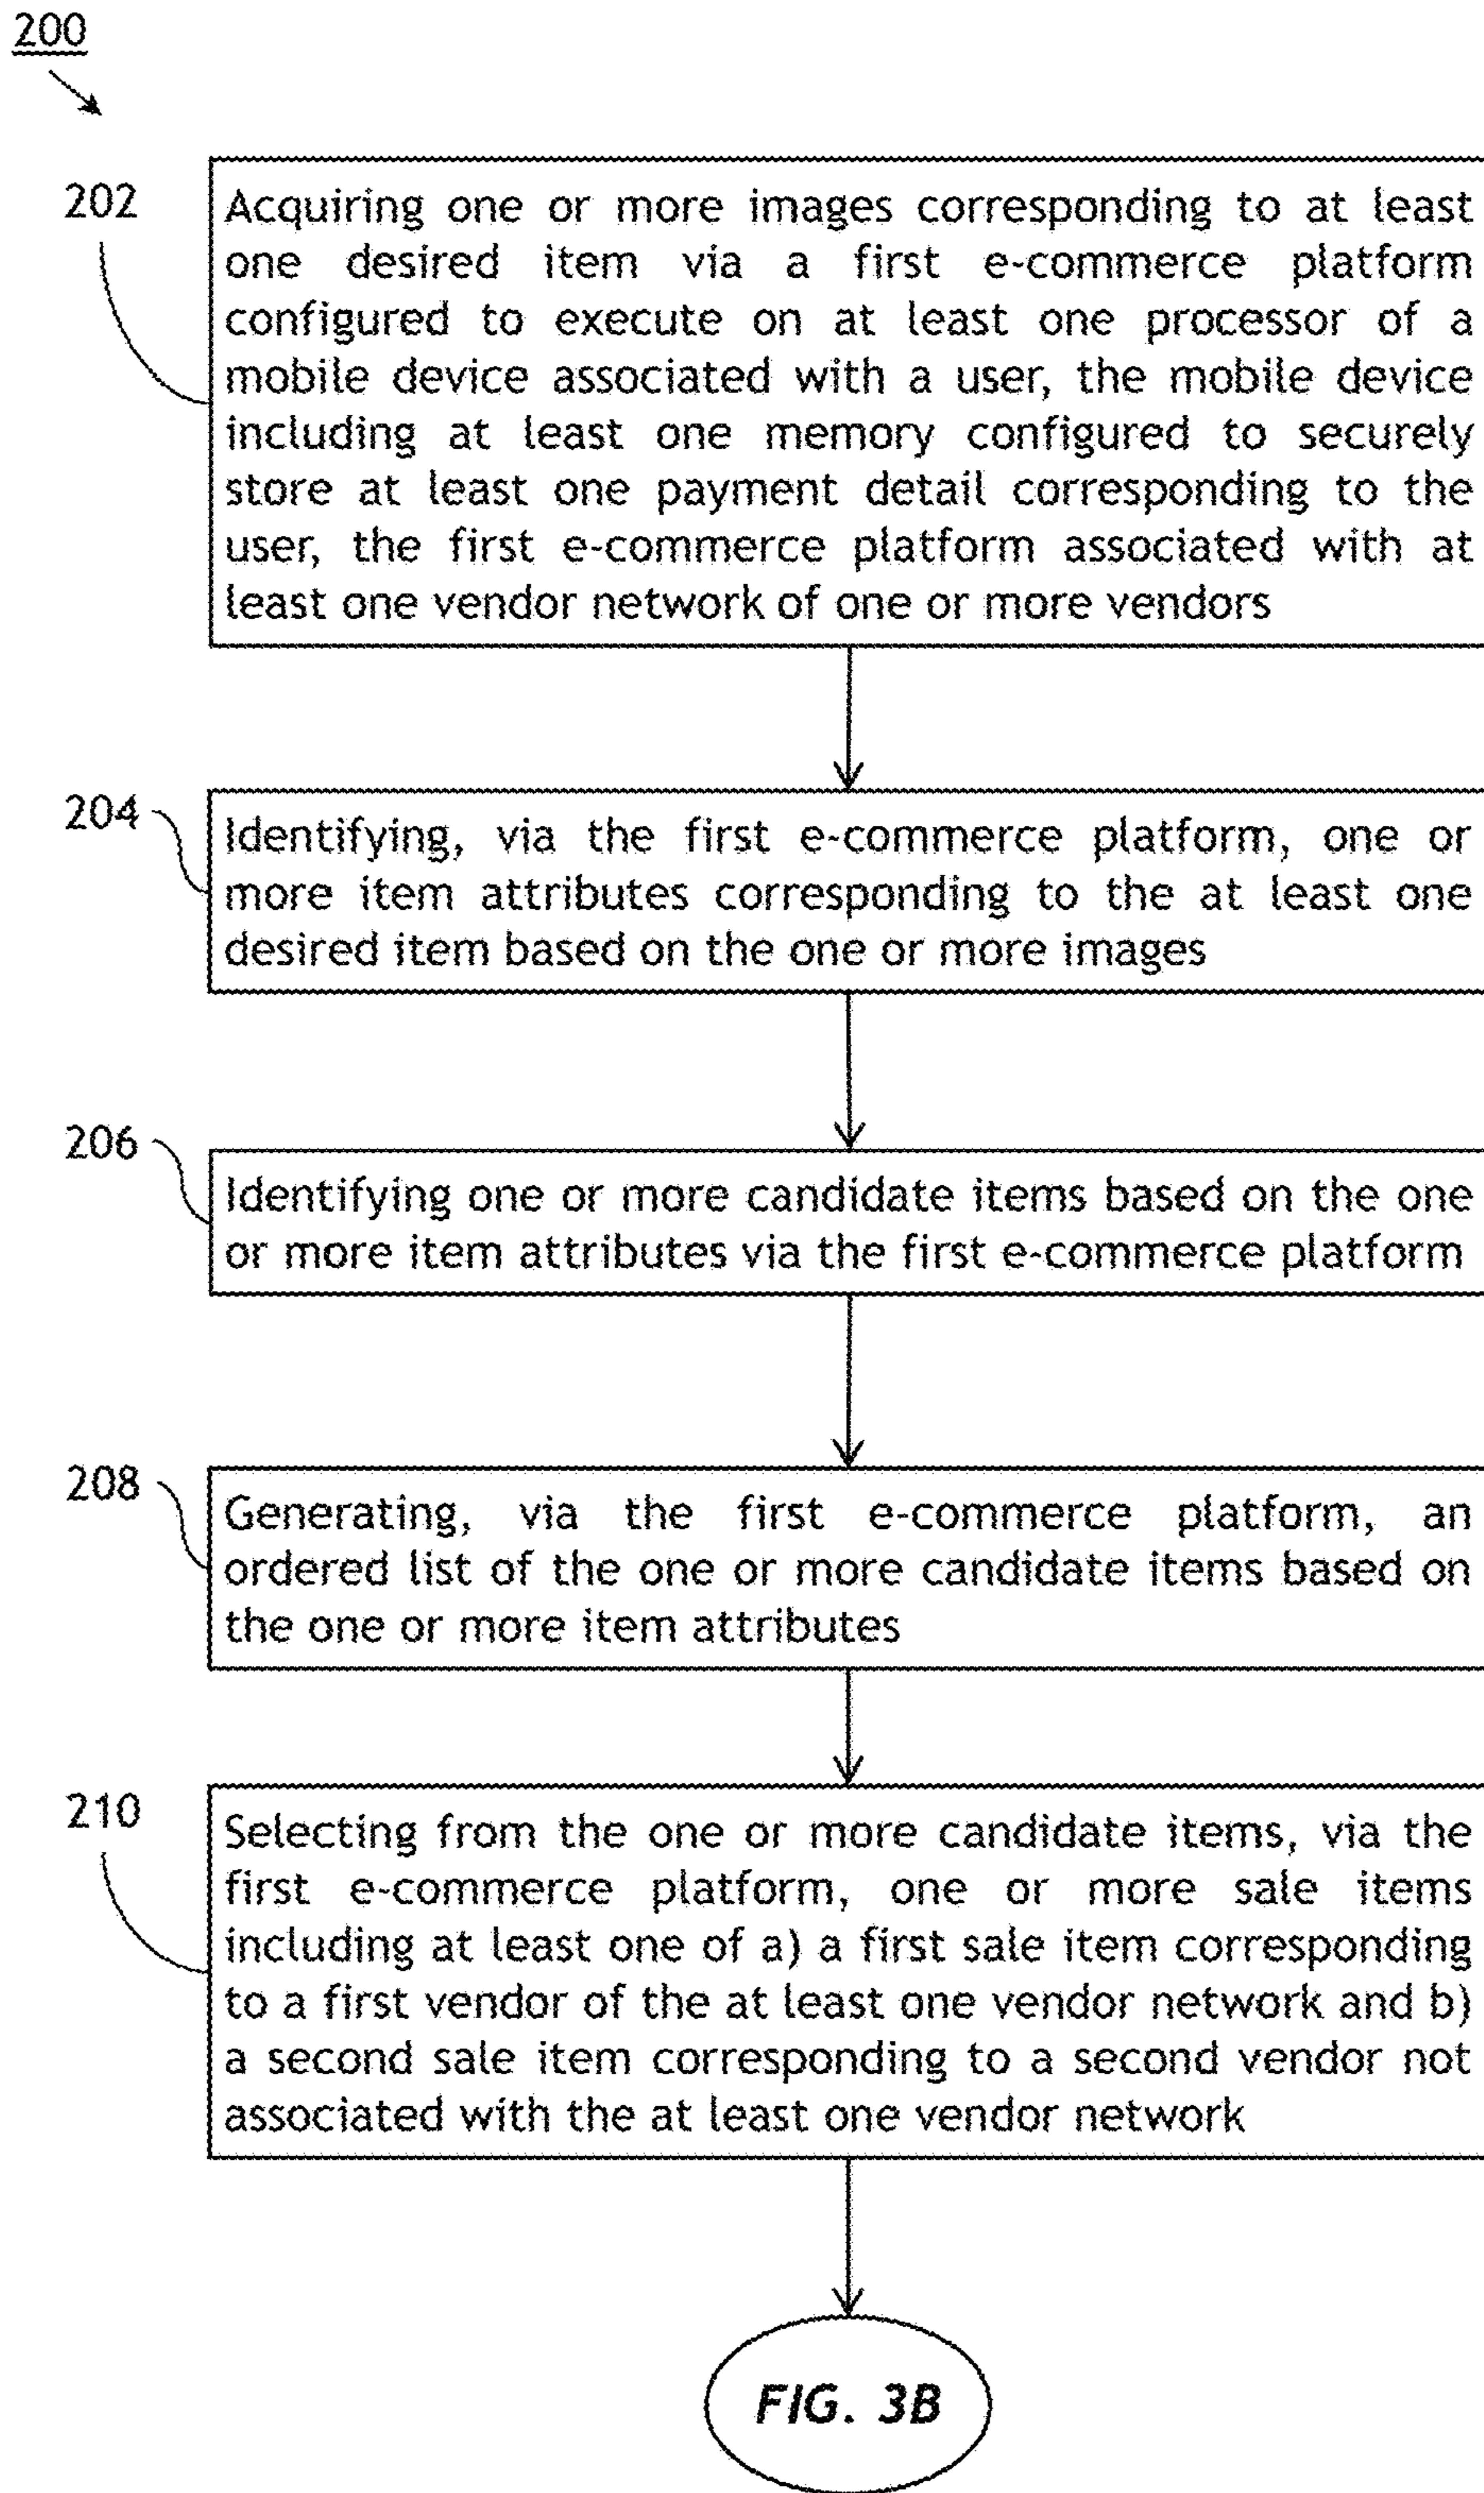 200
202
Acquiring one or more images corresponding to at least
one desired item via a first e-commerce platform
configured to execute on at least one processor of a
mobile device associated with a user, the mobile device
including at least one memory configured to securely
store at least one payment detail corresponding to the
user, the first e-commerce platform associated with at
least one vendor network of one or more vendors
204
Identifying, via the first e-commerce platform, one or
more item attributes corresponding to the at least one
desired item based on the one or more images
206
Identifying one or more candidate items based on the one
or more item attributes via the first e-commerce platform
208
Generating, via the first e-commerce platform, an
ordered list of the one or more candidate items based on
the one or more item attributes
210
Selecting from the one or more candidate items, via the
first e-commerce platform, one or more sale items
including at least one of a) a first sale item corresponding
to a first vendor of the at least one vendor network and b)
a second sale item corresponding to a second vendor not
associated with the at least one vendor network
FIG. 3B